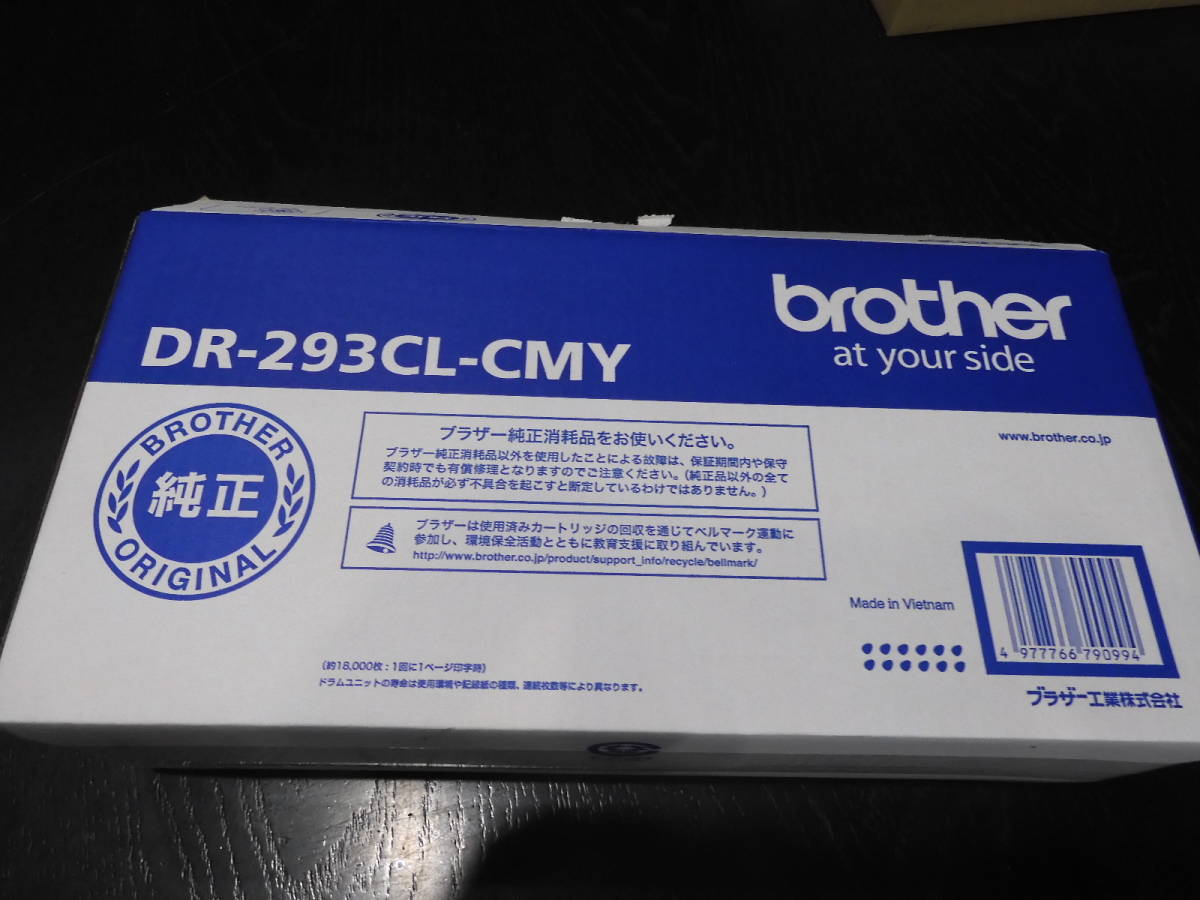 brother
at your side
DR-293CL-CMY
www.brother.co.jp
BROTHER
純正
ORIGINAL
ブラザー純正消耗品をお使いください。
ブラザー純正消耗品以外を使用したことによる故障は、保証期間内や保守
契約時でも有償修理となりますのでご注意ください。(純正品以外の全て
の消耗品が必ず不具合を起こすと断定しているわけではありません。)
ブラザーは使用済みカートリッジの回収を通じてベルマーク運動に
参加し、環境保全活動とともに教育支援に取り組んでいます。
http://www.brother.co.jp/product/support_info/recycle/bellmark/
Made in Vietnam
4 977766 790994
(約18,000枚:1回に1ページ印字時)
ドラムユニットの寿命は使用環境や記録紙の種類、連続枚数等により異なります。
ブラザー工業株式会社